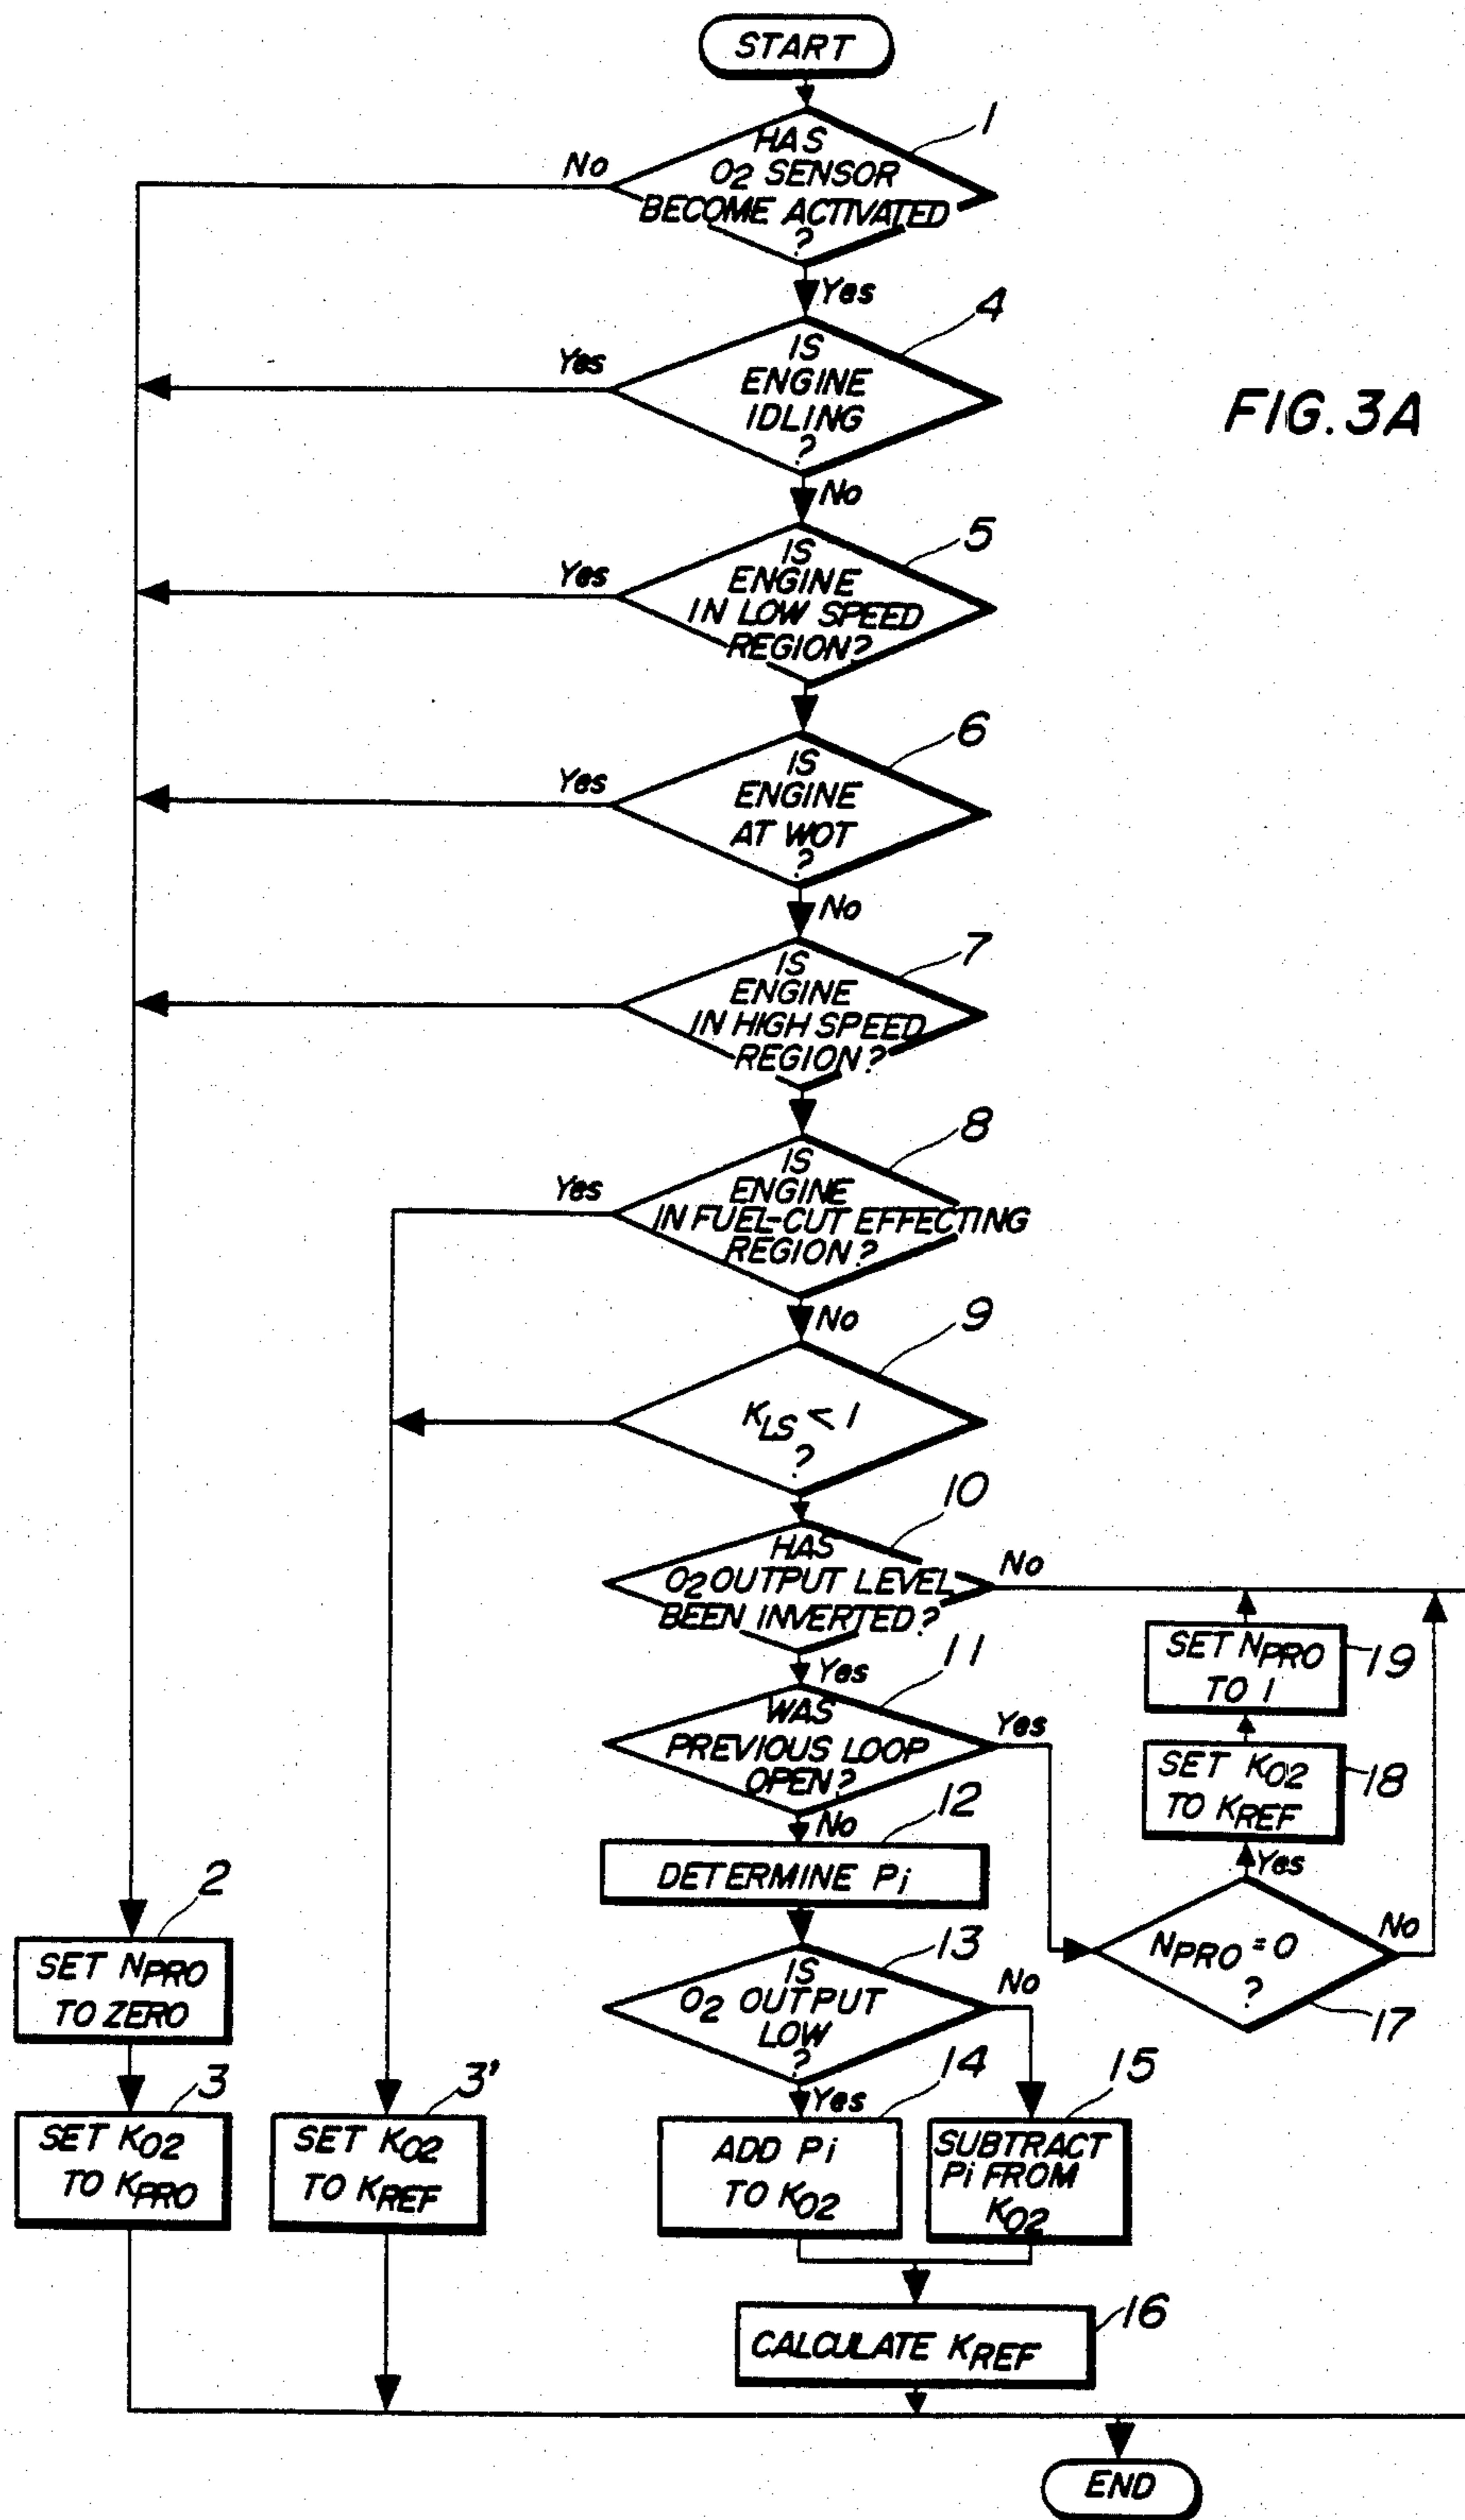 START
1
HAS
O2 SENSOR
BECOME ACTIVATED
?
No
Yes
4
IS
ENGINE
IDLING
?
Yes
No
FIG. 3A
5
IS
ENGINE
IN LOW SPEED
REGION?
Yes
6
IS
ENGINE
AT WOT
?
Yes
No
7
IS
ENGINE
IN HIGH SPEED
REGION?
8
IS
ENGINE
IN FUEL-CUT EFFECTING
REGION?
Yes
No
9
KLS < 1
?
10
HAS
O2 OUTPUT LEVEL
BEEN INVERTED?
No
Yes
11
WAS
PREVIOUS LOOP
OPEN?
Yes
No
19
SET NPRO
TO 1
18
SET KO2
TO KREF
Yes
NPRO = 0
?
No
17
12
DETERMINE Pi
13
IS
O2 OUTPUT
LOW
?
No
Yes
14
ADD Pi
TO KO2
15
SUBTRACT
Pi FROM
KO2
2
SET NPRO
TO ZERO
3
SET KO2
TO KPRO
3'
SET KO2
TO KREF
16
CALCULATE KREF
END